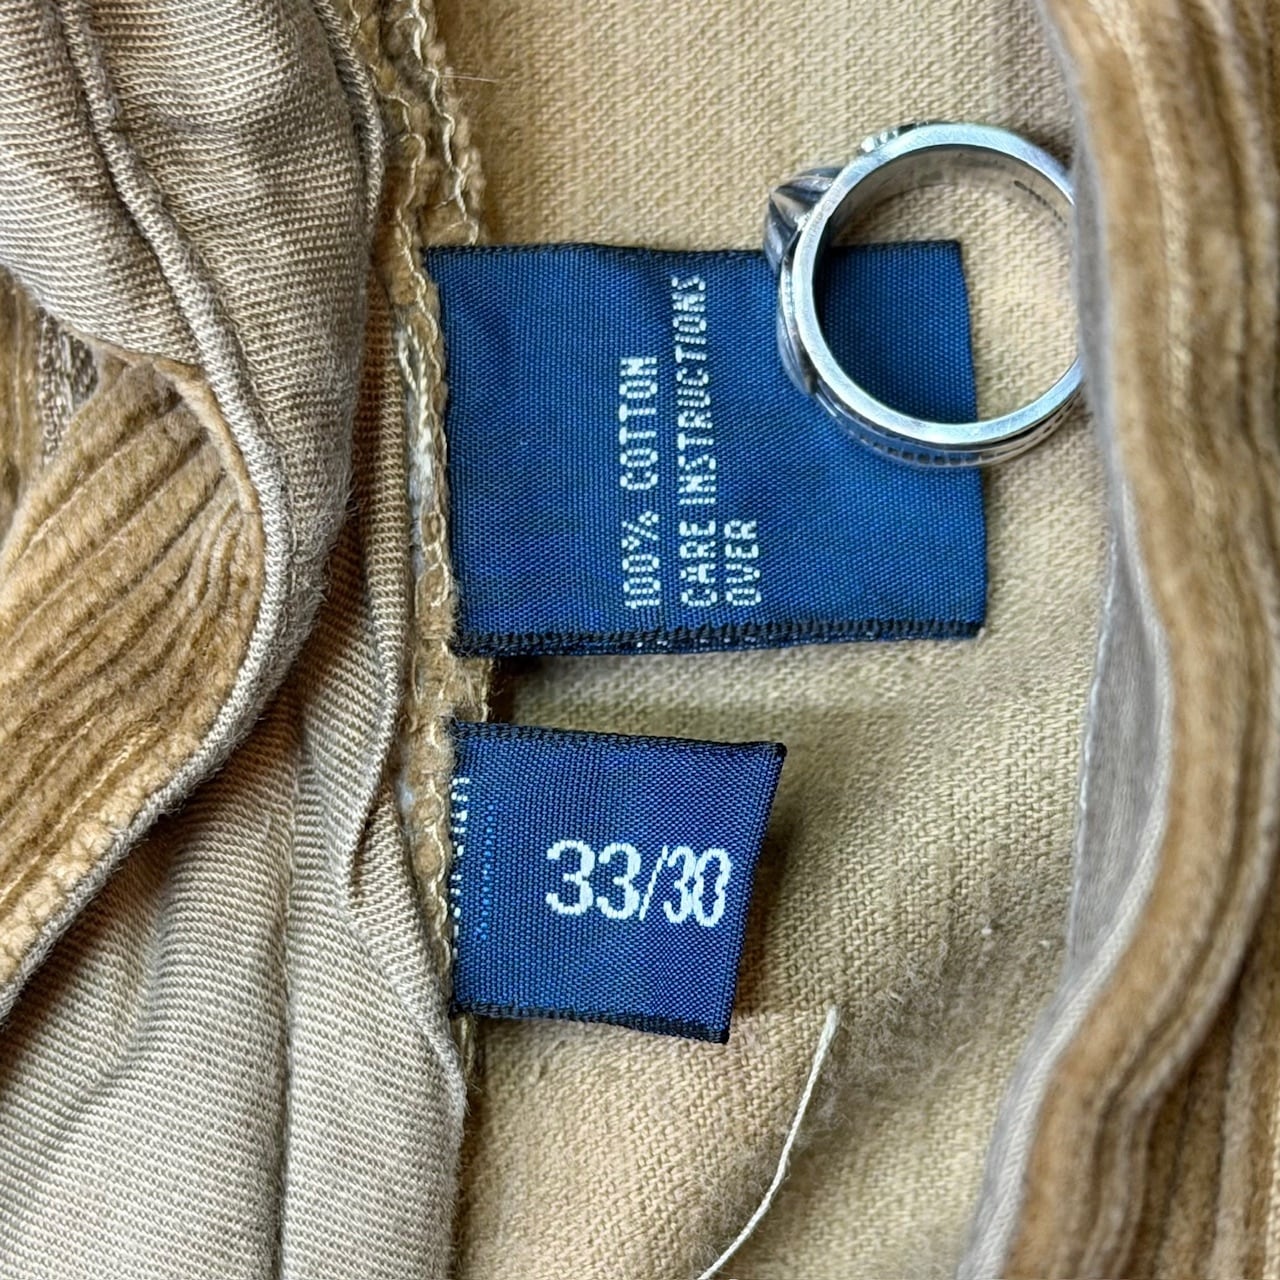 100% COTTON
CARE INSTRUCTIONS
OVER
33/30